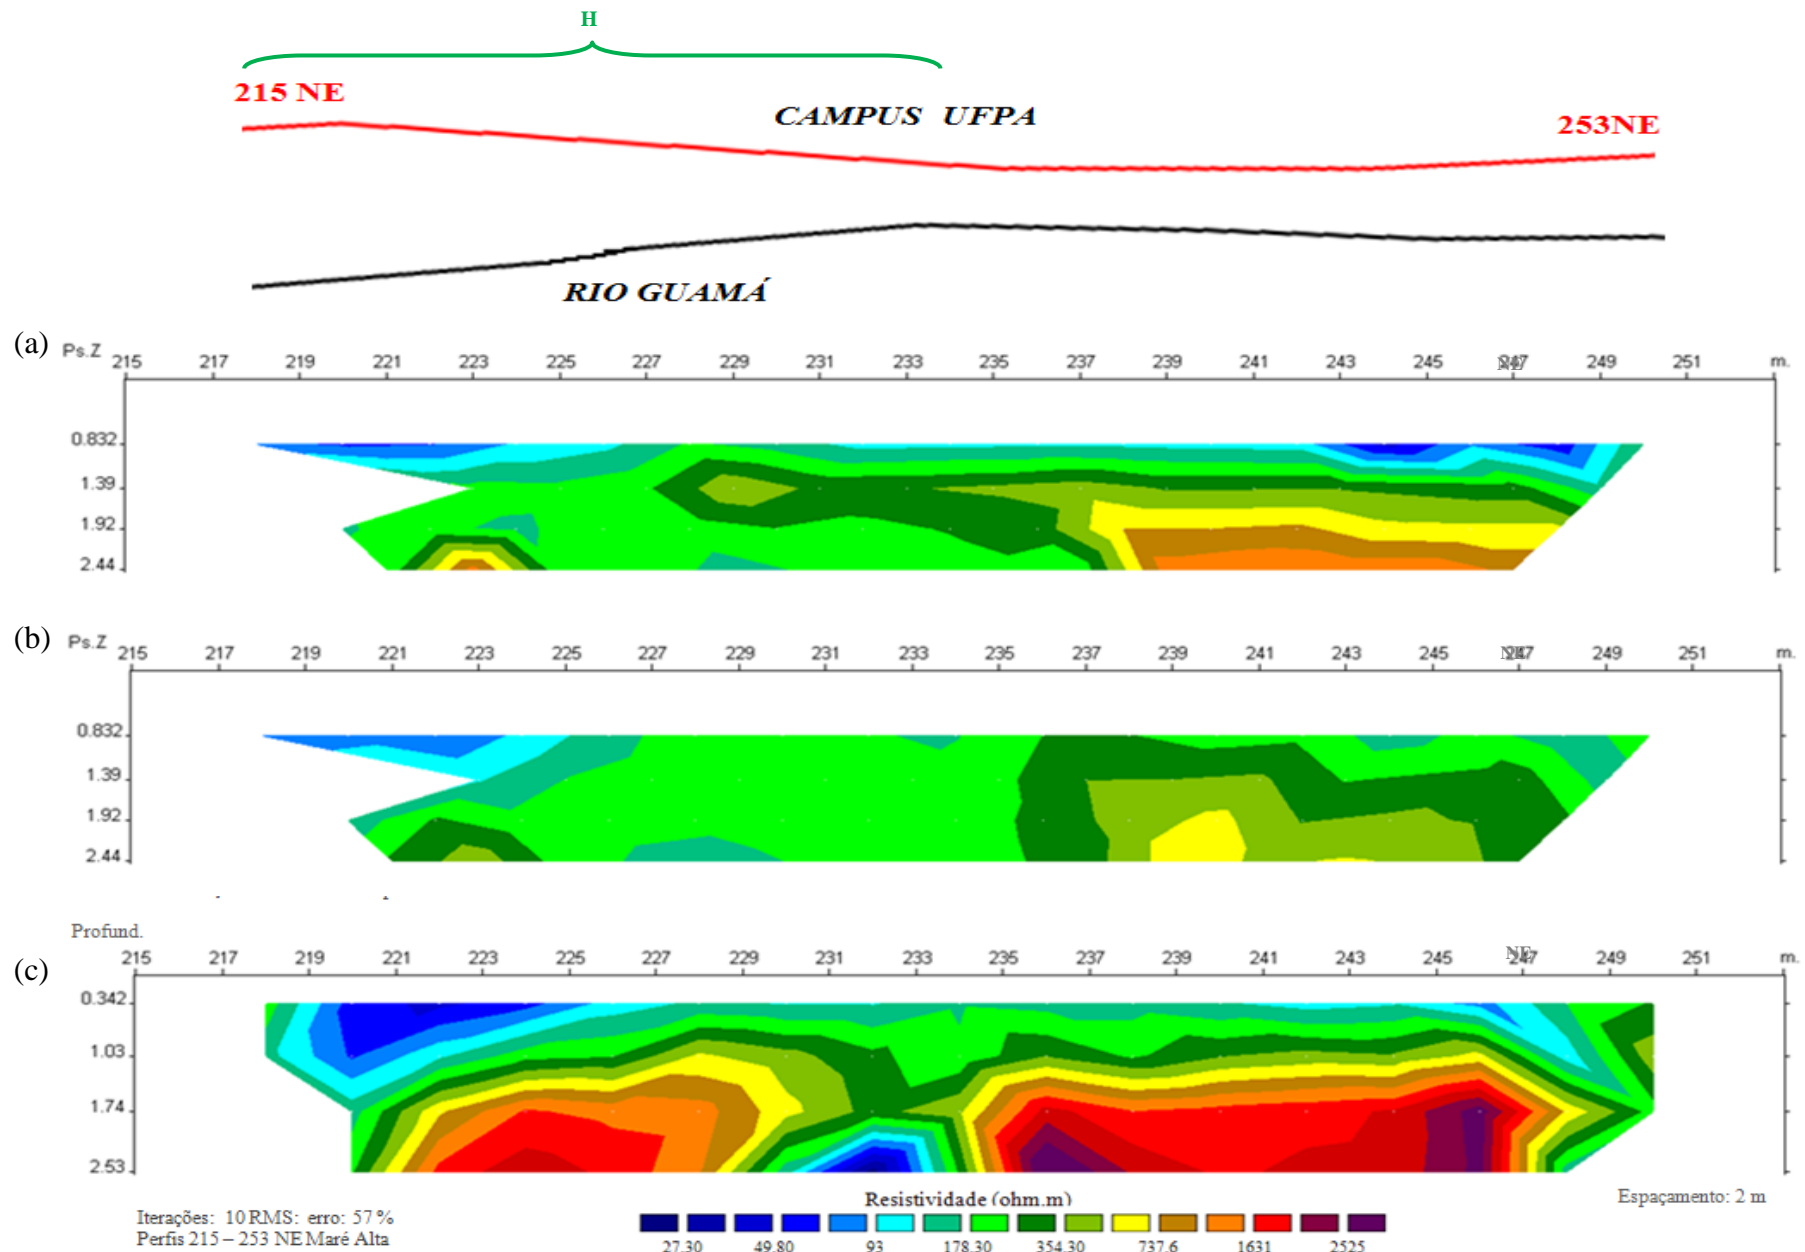 H
215 NE
CAMPUS UFPA
253NE
RIO GUAMÁ
(a)
Ps.Z
215 217 219 221 223 225 227 229 231 233 235 237 239 241 243 245 247 249 251 m.
0.832
1.39
1.92
2.44
(b)
Ps.Z
215 217 219 221 223 225 227 229 231 233 235 237 239 241 243 245 247 249 251 m.
0.832
1.39
1.92
2.44
Profund.
(c)
215 217 219 221 223 225 227 229 231 233 235 237 239 241 243 245 NE 247 249 251 m.
0.342
1.03
1.74
2.53
Resistividade (ohm.m)
Espaçamento: 2 m
Iterações: 10 RMS: erro: 57 %
Perfis 215 – 253 NE Maré Alta
27.30 49.80 93 178.30 354.30 737.6 1631 2525